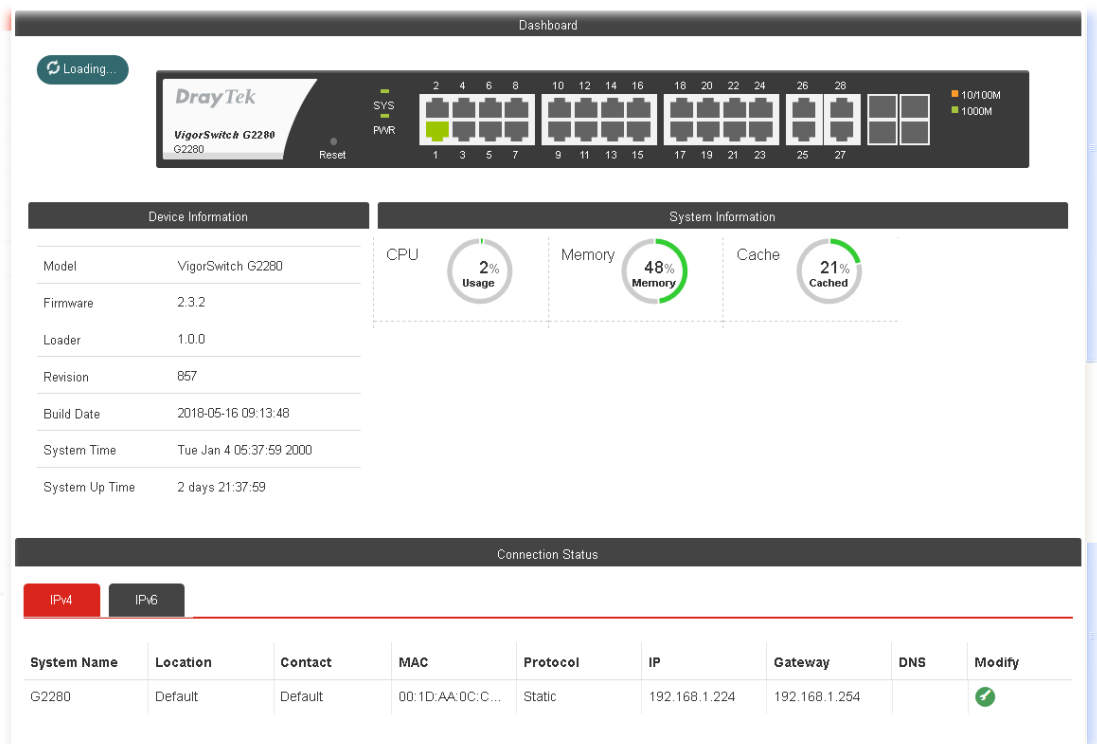 Dashboard
Loading...
DrayTek
VigorSwitch G2280
G2280
Reset
SYS
PWR
2 4 6 8 10 12 14 16 18 20 22 24 26 28
1 3 5 7 9 11 13 15 17 19 21 23 25 27
10/100M
1000M
Device Information
Model VigorSwitch G2280
Firmware 2.3.2
Loader 1.0.0
Revision 857
Build Date 2018-05-16 09:13:48
System Time Tue Jan 4 05:37:59 2000
System Up Time 2 days 21:37:59
System Information
CPU
2%
Usage
Memory
48%
Memory
Cache
21%
Cached
Connection Status
IPv4 IPv6
System Name Location Contact MAC Protocol IP Gateway DNS Modify
G2280 Default Default 00:1D:AA:0C:C... Static 192.168.1.224 192.168.1.254